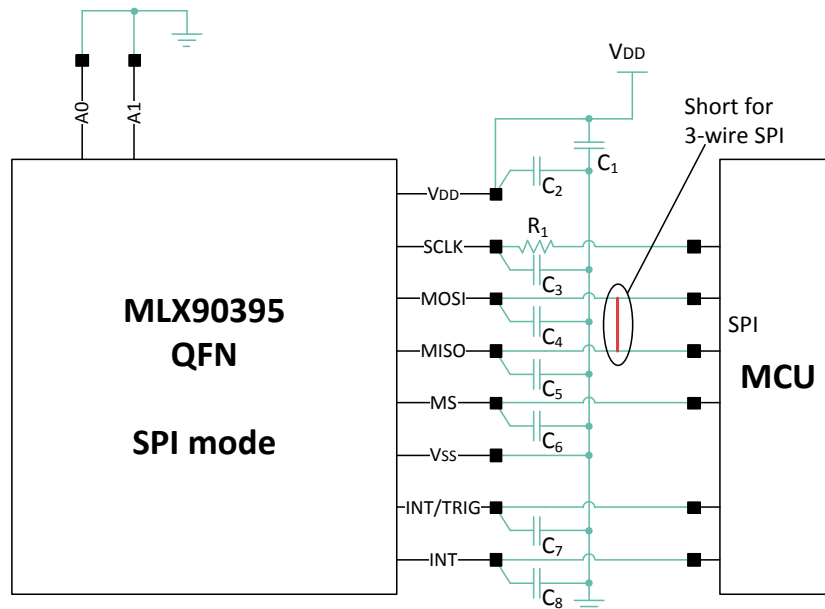 A0
A1
VDD
Short for
3-wire SPI
C1
C2
VDD
R1
SCLK
C3
MOSI
C4
MISO
C5
MS
C6
VSS
INT/TRIG
C7
INT
C8
MLX90395
QFN
SPI mode
SPI
MCU